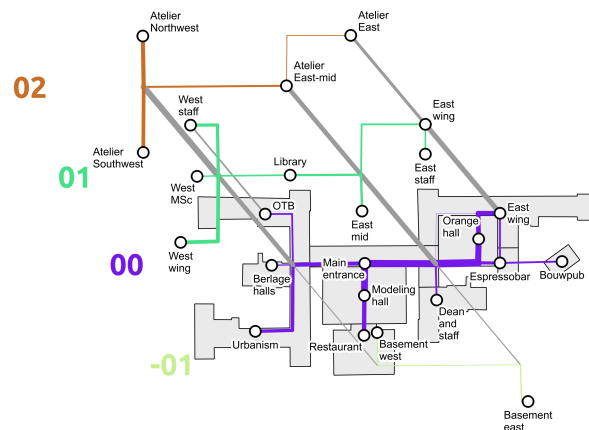 Atelier
Northwest
Atelier
East
02
Atelier
East-mid
West
staff
East
wing
Atelier
Southwest
01
Library
East
staff
West
MSc
OTB
East
mid
East
wing
Orange
hall
West
wing
00
Berlage
halls
Main
entrance
Espressobar
Bouwpub
Modeling
hall
Dean
and
staff
Urbanism
Restaurant
Basement
west
-01
Basement
east